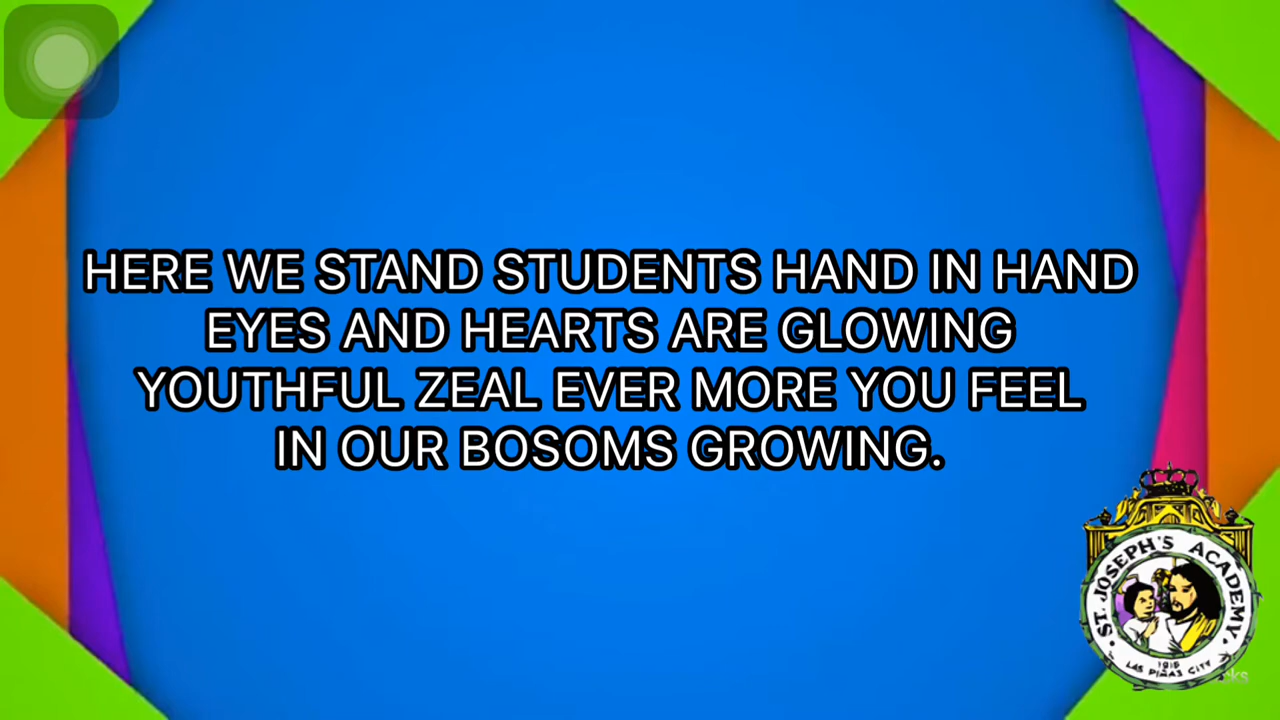 HERE WE STAND STUDENTS HAND IN HAND
EYES AND HEARTS ARE GLOWING
YOUTHFUL ZEAL EVER MORE YOU FEEL
IN OUR BOSOMS GROWING.
ST. JOSEPH'S ACADEMY
1915
LAS PIÑAS CITY